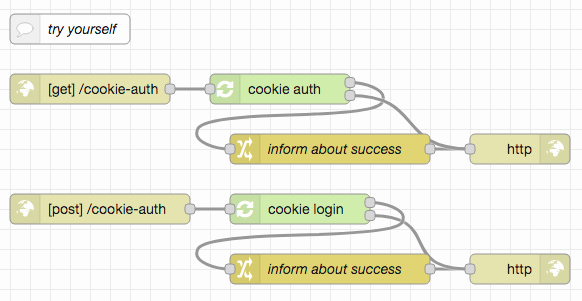 try yourself
[get] /cookie-auth
cookie auth
inform about success
http
[post] /cookie-auth
cookie login
inform about success
http